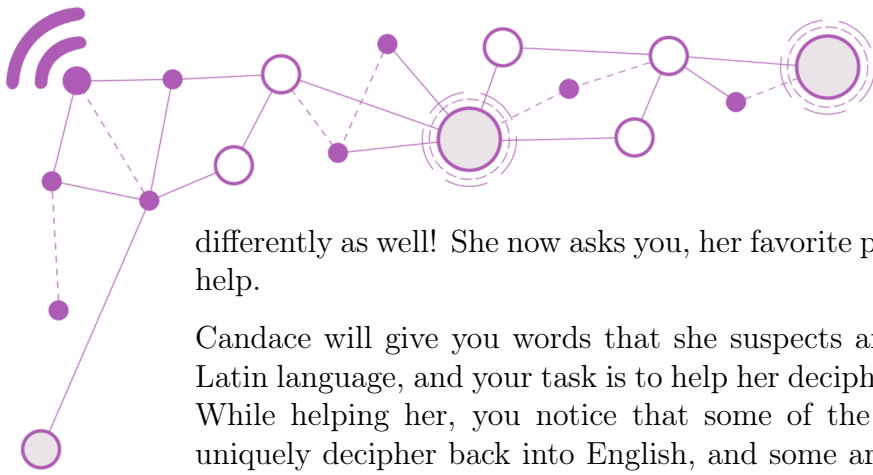 differently as well! She now asks you, her favorite
help.
Candace will give you words that she suspects
Latin language, and your task is to help her
While helping her, you notice that some of the
uniquely decipher back into English, and some